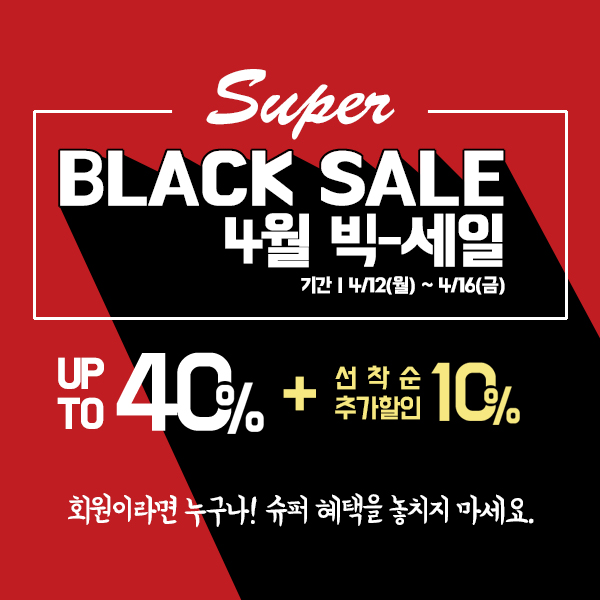 Super
BLACK SALE
4월 빅-세일
기간 | 4/12(월) ~ 4/16(금)
UP TO 40% + 선착순 추가할인 10%
회원이라면 누구나! 슈퍼 혜택을 놓치지 마세요.